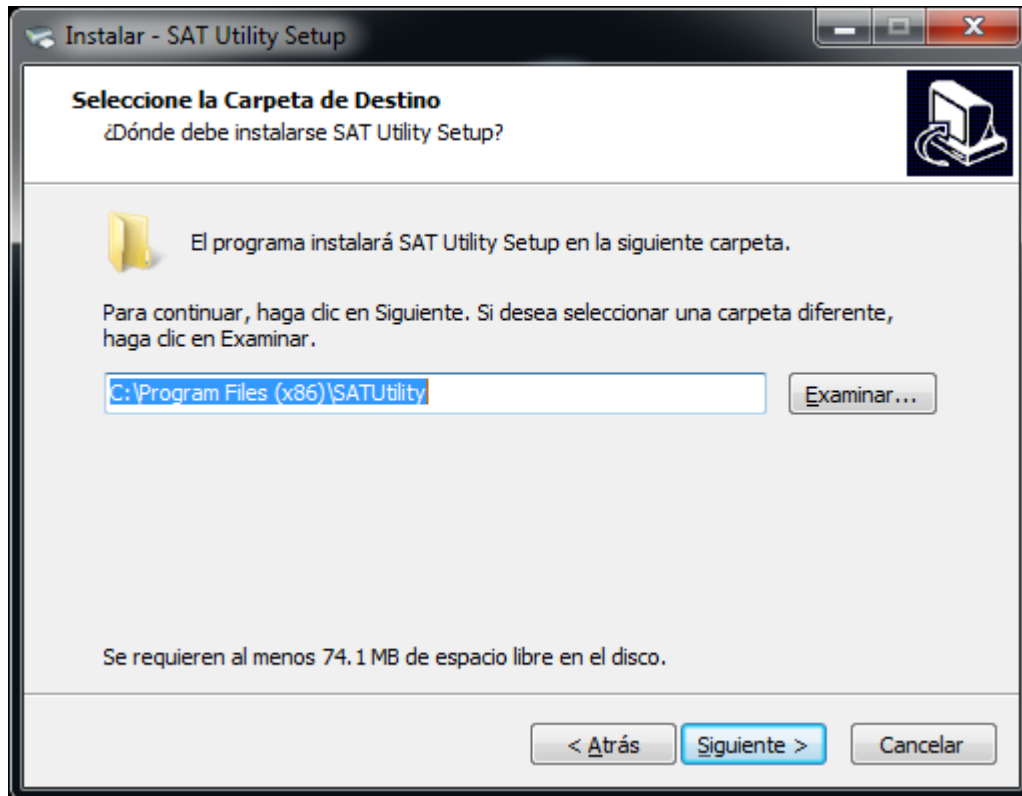 Instalar - SAT Utility Setup
Seleccione la Carpeta de Destino
¿Dónde debe instalarse SAT Utility Setup?
El programa instalará SAT Utility Setup en la siguiente carpeta.
Para continuar, haga clic en Siguiente. Si desea seleccionar una carpeta diferente,
haga clic en Examinar.
C:\Program Files (x86)\SATUtility
Examinar...
Se requieren al menos 74.1 MB de espacio libre en el disco.
< Atrás
Siguiente >
Cancelar